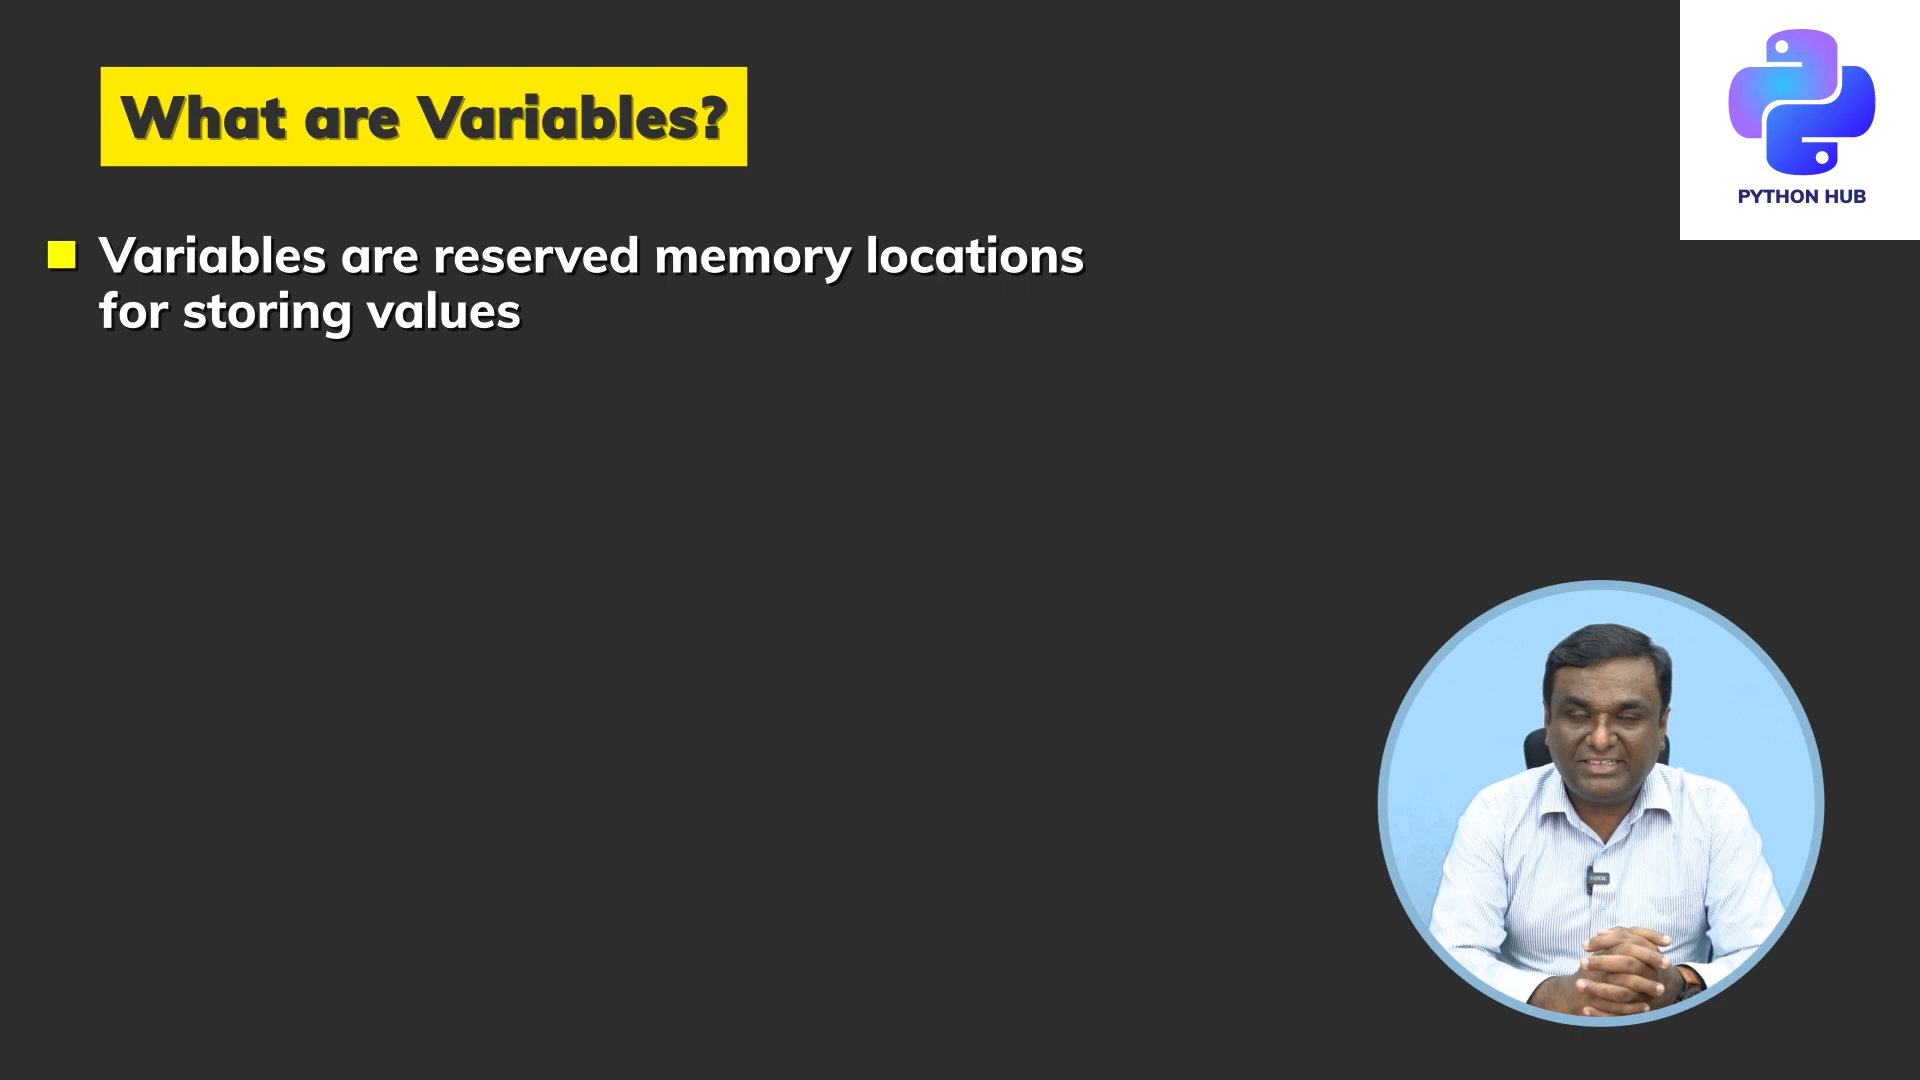 What are Variables?
PYTHON HUB
Variables are reserved memory locations
for storing values